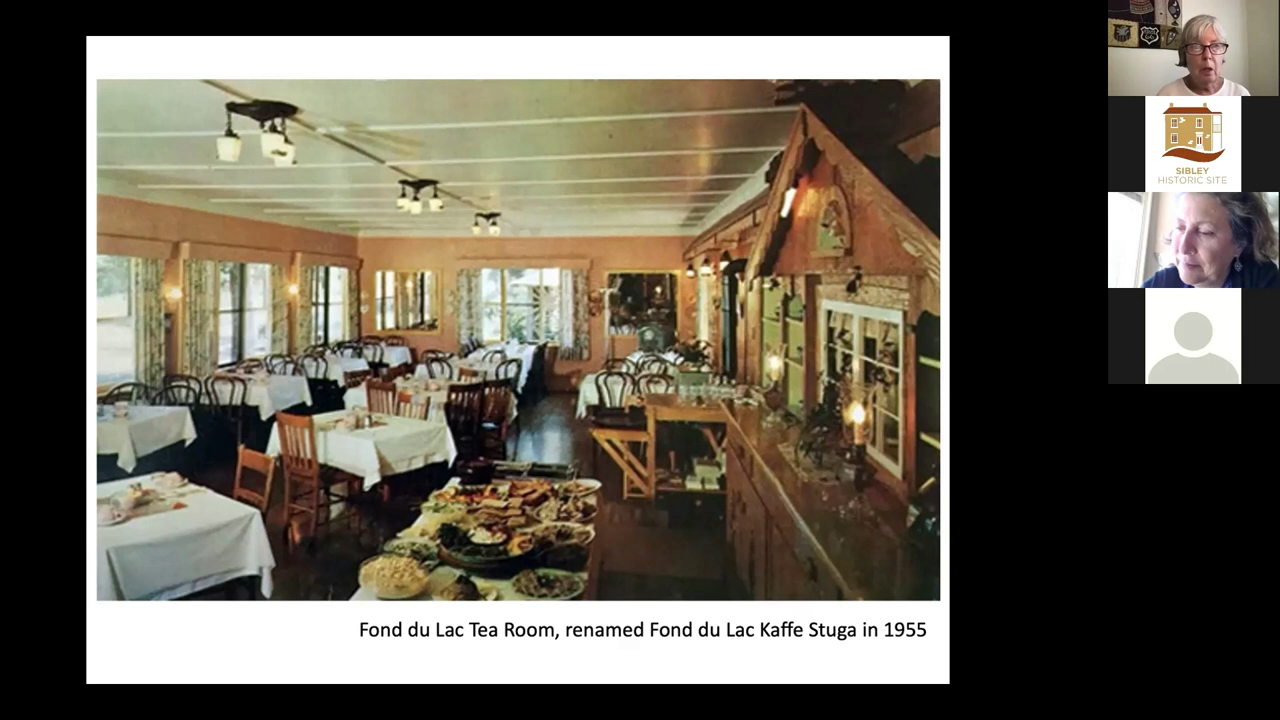 Fond du Lac Tea Room, renamed Fond du Lac Kaffe Stuga in 1955
SIBLEY
HISTORIC SITE